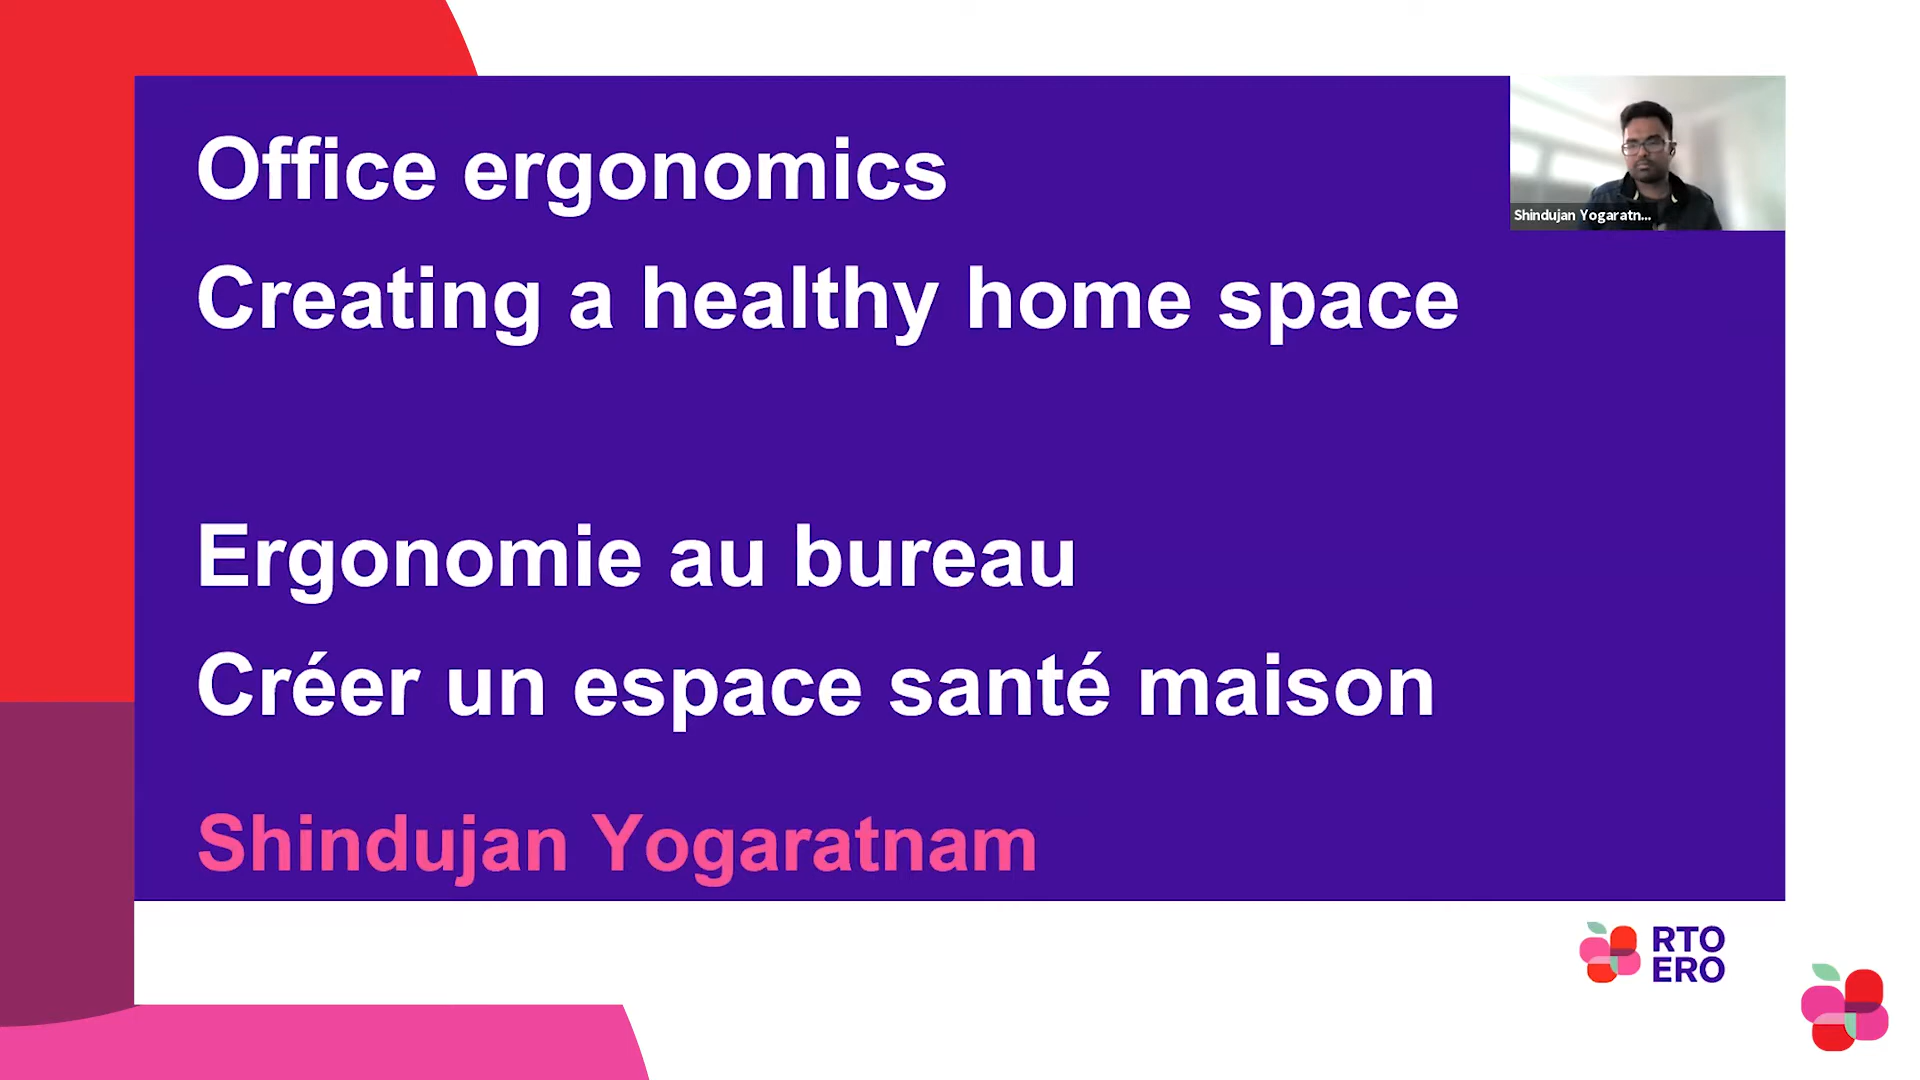 Office ergonomics
Creating a healthy home space
Ergonomie au bureau
Créer un espace santé maison
Shindujan Yogaratnam
Shindujan Yogaratn...
RTO
ERO